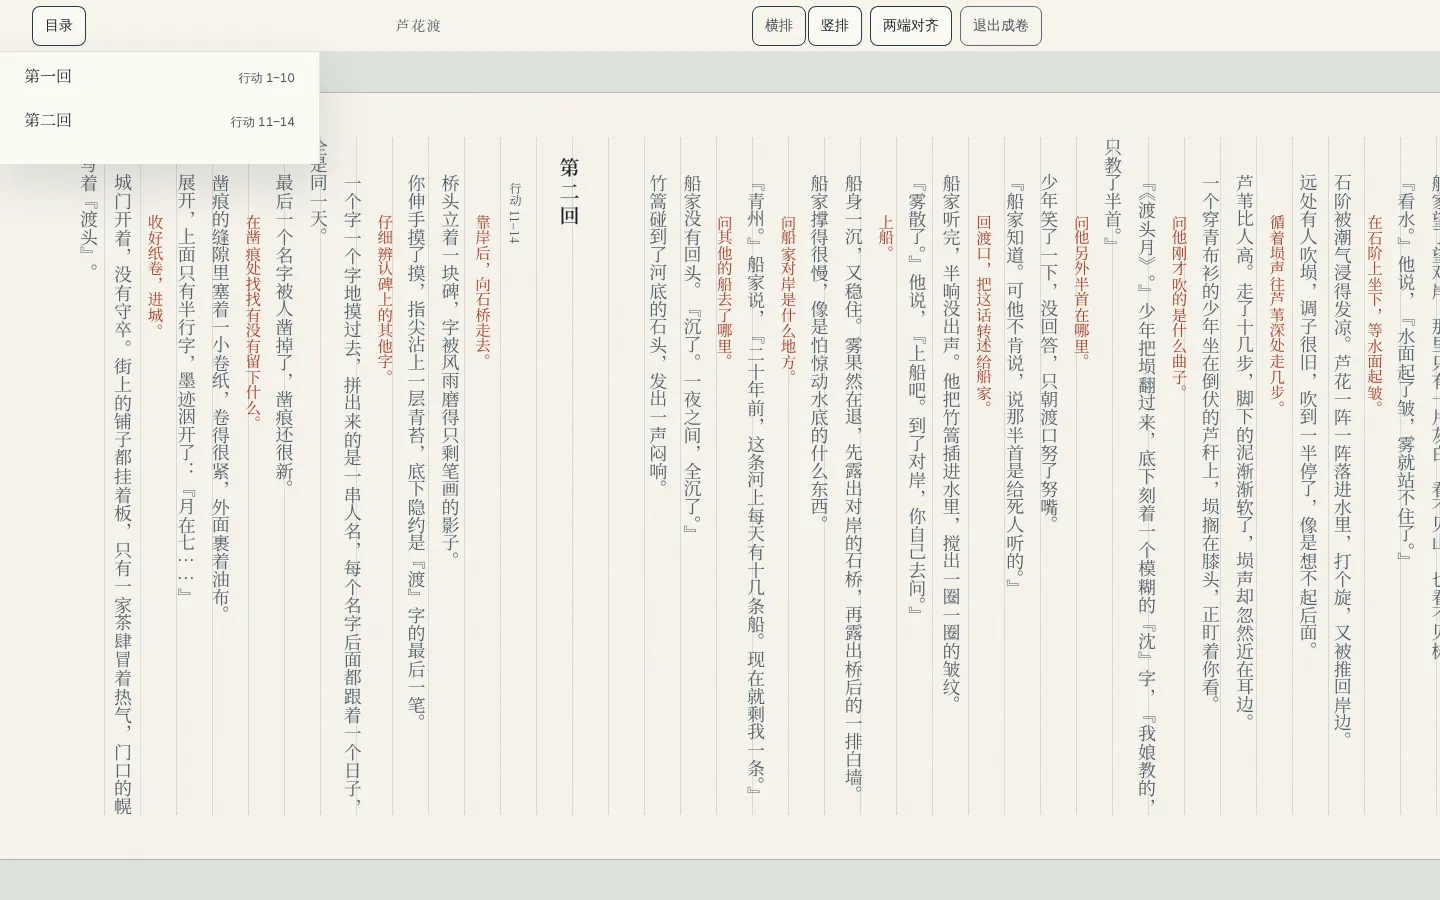 目录
芦花渡
横排
竖排
两端对齐
退出成卷
第一回
行动 1–10
第二回
行动 11–14
『看水。』他说，『水面起了皱，雾就站不住了。』
在石阶上坐下，等水面起皱。
石阶被潮气浸得发凉。芦花一阵一阵落进水里，打个旋，又被推回岸边。
远处有人吹埙，调子很旧，吹到一半停了，像是想不起后面。
循着埙声往芦苇深处走几步。
芦苇比人高。走了十几步，脚下的泥渐渐软了，埙声却忽然近在耳边。
一个穿青布衫的少年坐在倒伏的芦秆上，埙搁在膝头，正盯着你看。
问他刚才吹的是什么曲子。
『《渡头月》。』少年把埙翻过来，底下刻着一个模糊的『沈』字，『我娘教的，
只教了半首。』
问他另外半首在哪里。
少年笑了一下，没回答，只朝渡口努了努嘴。
『船家知道。可他不肯说，说那半首是给死人听的。』
回渡口，把这话转述给船家。
船家听完，半晌没出声。他把竹篙插进水里，搅出一圈一圈的皱纹。
『雾散了。』他说，『上船吧。到了对岸，你自己去问。』
上船。
船身一沉，又稳住。雾果然在退，先露出对岸的石桥，再露出桥后的一排白墙。
船家撑得很慢，像是怕惊动水底的什么东西。
问船家对岸是什么地方。
『青州。』船家说，『二十年前，这条河上每天有十几条船。现在就剩我一条。』
问其他的船去了哪里。
船家没有回头。『沉了。一夜之间，全沉了。』
竹篙碰到了河底的石头，发出一声闷响。
第二回
行动 11–14
靠岸后，向石桥走去。
桥头立着一块碑，字被风雨磨得只剩笔画的影子。
你伸手摸了摸，指尖沾上一层青苔，底下隐约是『渡』字的最后一笔。
仔细辨认碑上的其他字。
一个字一个字地摸过去，拼出来的是一串人名，每个名字后面都跟着一个日子，
是同一天。
最后一个名字被人凿掉了，凿痕还很新。
在凿痕处找找有没有留下什么。
凿痕的缝隙里塞着一小卷纸，卷得很紧，外面裹着油布。
展开，上面只有半行字，墨迹洇开了：『月在七……』
收好纸卷，进城。
城门开着，没有守卒。街上的铺子都挂着板，只有一家茶肆冒着热气，门口的幌
写着『渡头』。